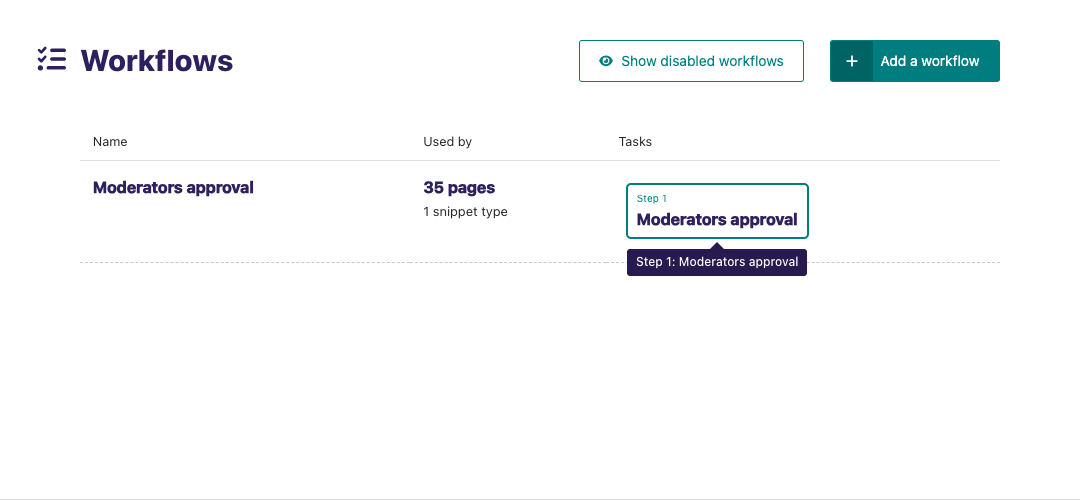 Workflows
Show disabled workflows
Add a workflow
Name
Used by
Tasks
Moderators approval
35 pages
1 snippet type
Step 1
Moderators approval
Step 1: Moderators approval